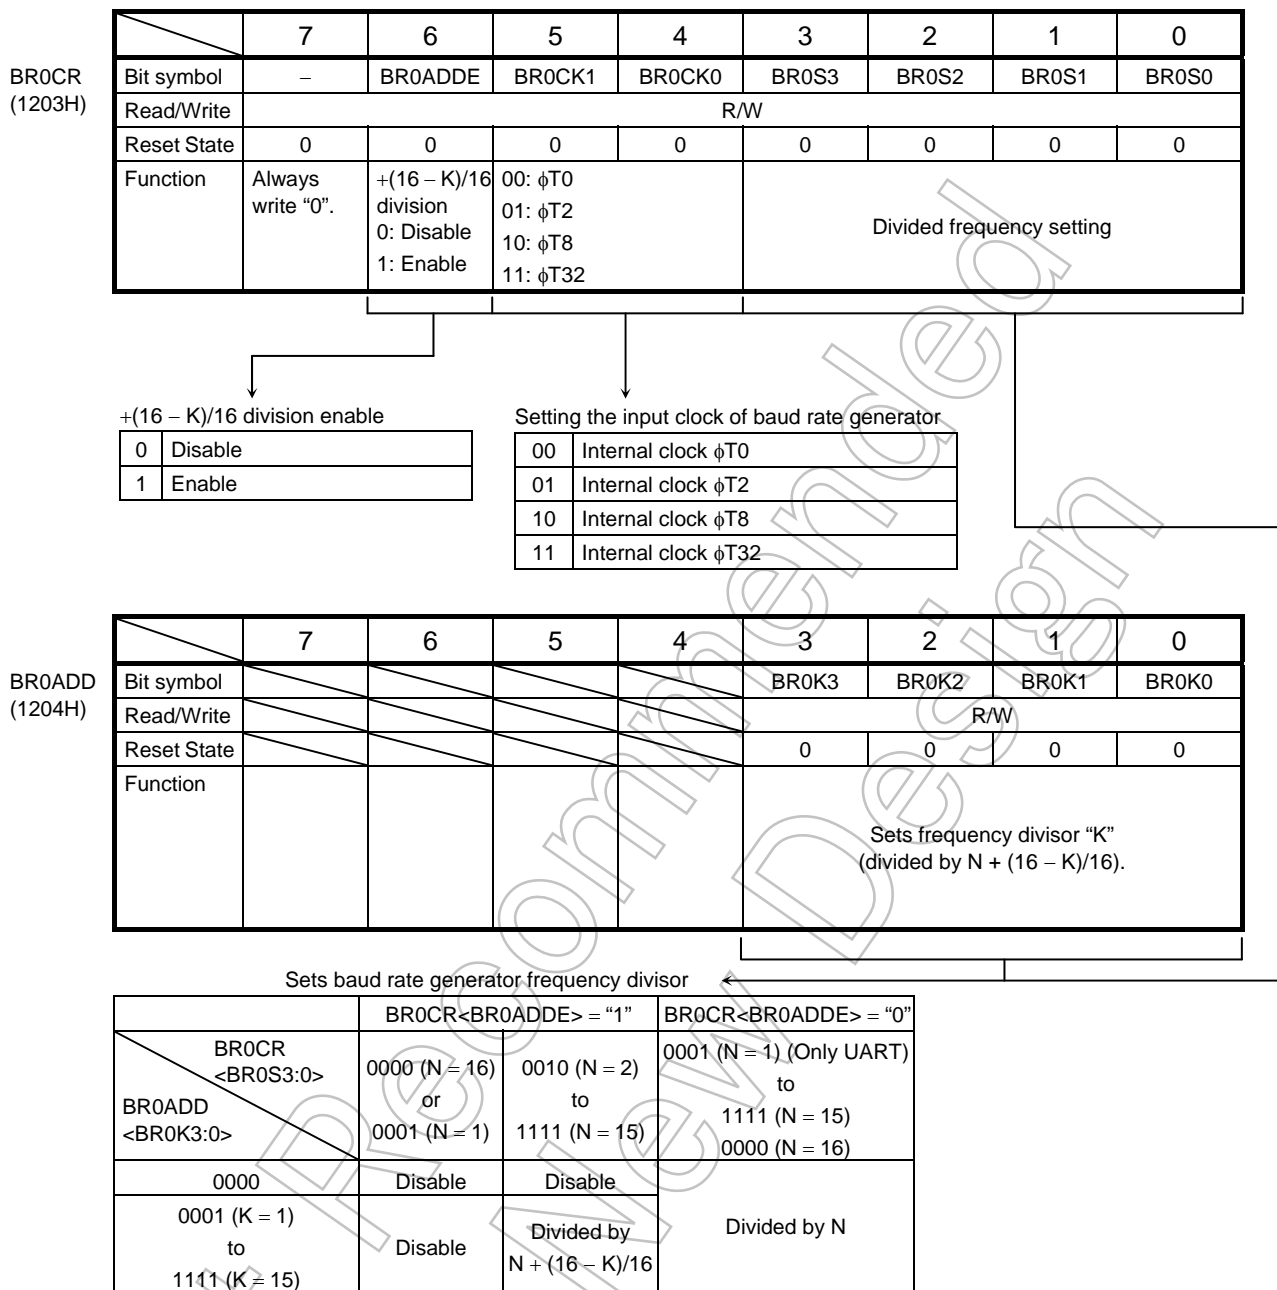 7 6 5 4 3 2 1 0
BR0CR
(1203H)
Bit symbol – BR0ADDE BR0CK1 BR0CK0 BR0S3 BR0S2 BR0S1 BR0S0
Read/Write R/W
Reset State 0 0 0 0 0 0 0 0
Function Always write “0”. +(16 – K)/16 division 0: Disable 1: Enable 00: ϕT0 01: ϕT2 10: ϕT8 11: ϕT32 Divided frequency setting
+(16 – K)/16 division enable
0 Disable
1 Enable
Setting the input clock of baud rate generator
00 Internal clock ϕT0
01 Internal clock ϕT2
10 Internal clock ϕT8
11 Internal clock ϕT32
7 6 5 4 3 2 1 0
BR0ADD
(1204H)
Bit symbol BR0K3 BR0K2 BR0K1 BR0K0
Read/Write R/W
Reset State 0 0 0 0
Function Sets frequency divisor “K”
(divided by N + (16 – K)/16).
Sets baud rate generator frequency divisor
BR0CR<BR0ADDE> = “1” BR0CR<BR0ADDE> = “0”
BR0CR
<BR0S3:0>
BR0ADD
<BR0K3:0>
0000 (N = 16)
or
0001 (N = 1)
0010 (N = 2)
to
1111 (N = 15)
0001 (N = 1) (Only UART)
to
1111 (N = 15)
0000 (N = 16)
0000 Disable Disable
0001 (K = 1)
to
1111 (K = 15)
Disable
Divided by
N + (16 – K)/16
Divided by N
Recommended
New Design